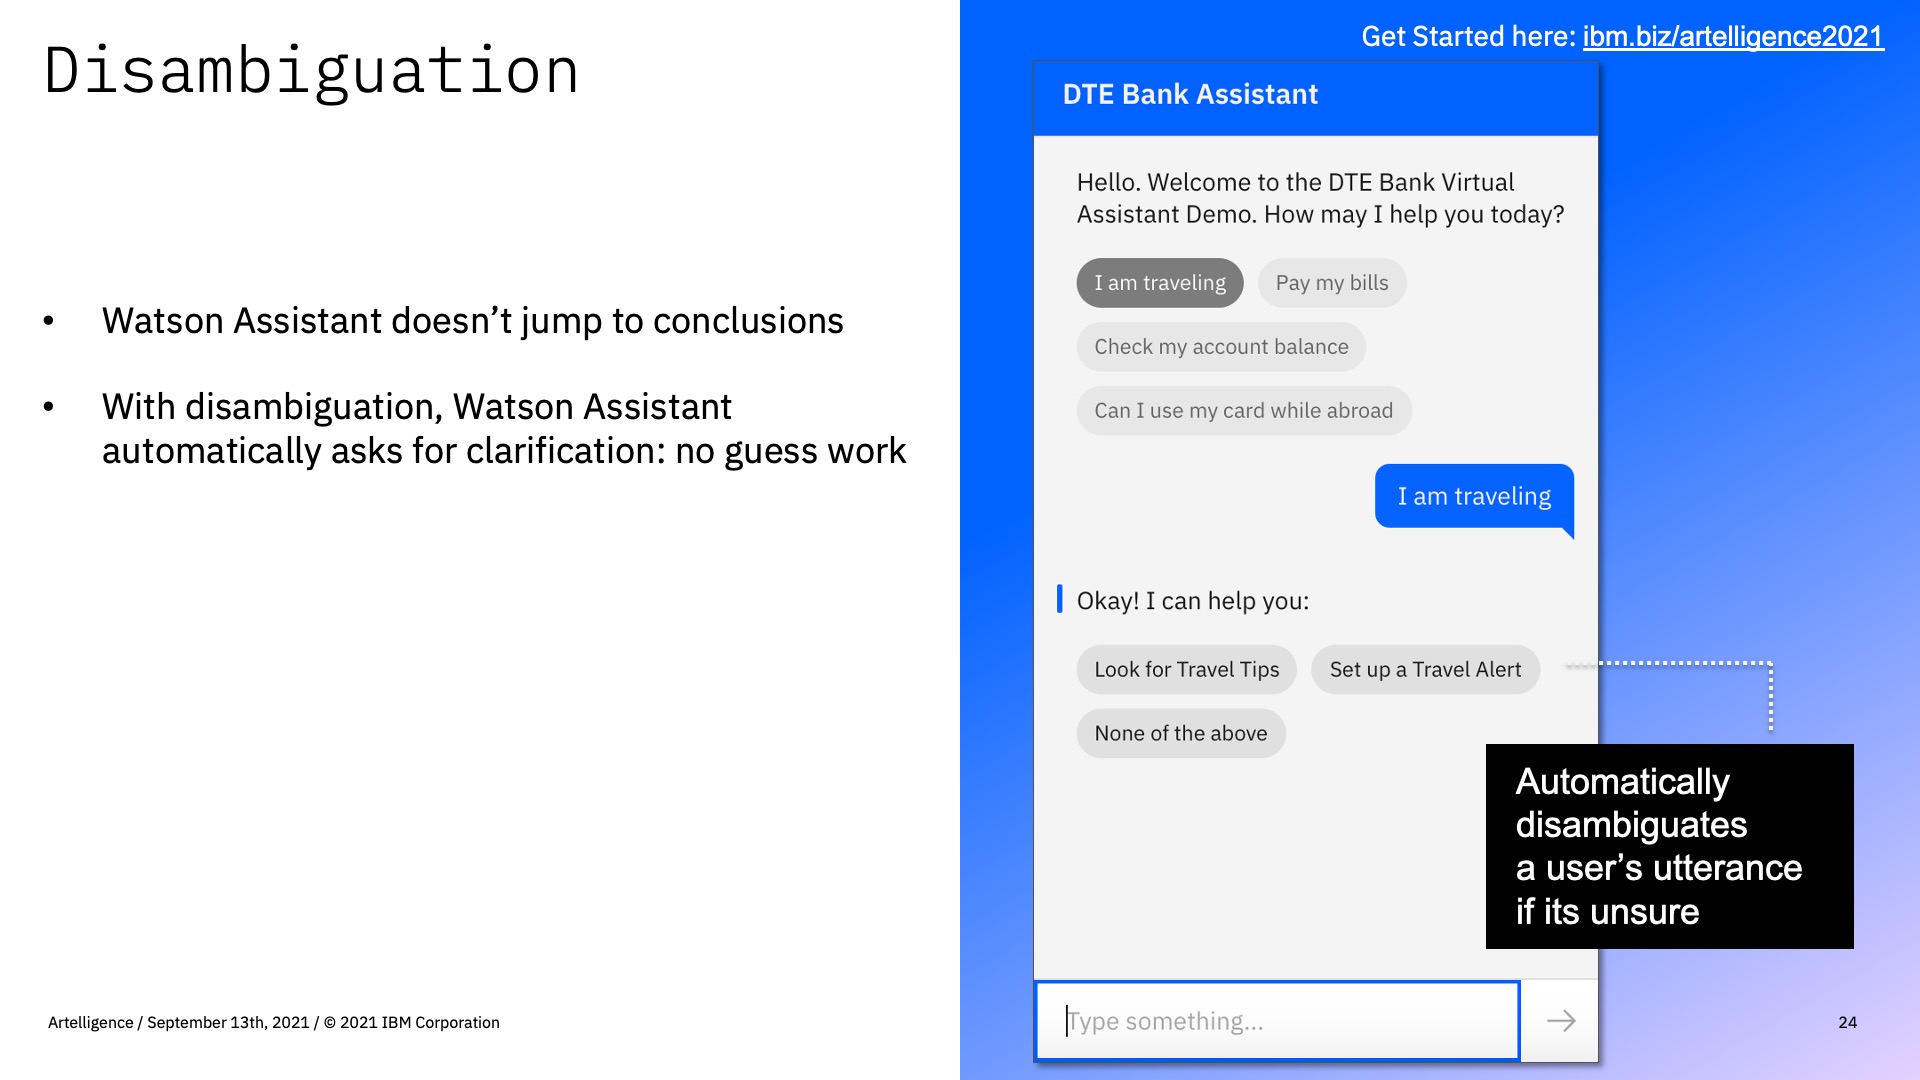 Disambiguation
• Watson Assistant doesn’t jump to conclusions
• With disambiguation, Watson Assistant
automatically asks for clarification: no guess work
Get Started here: ibm.biz/artelligence2021
DTE Bank Assistant
Hello. Welcome to the DTE Bank Virtual
Assistant Demo. How may I help you today?
I am traveling
Pay my bills
Check my account balance
Can I use my card while abroad
I am traveling
Okay! I can help you:
Look for Travel Tips
Set up a Travel Alert
None of the above
Automatically
disambiguates
a user’s utterance
if its unsure
Type something...
Artelligence / September 13th, 2021 / © 2021 IBM Corporation
24